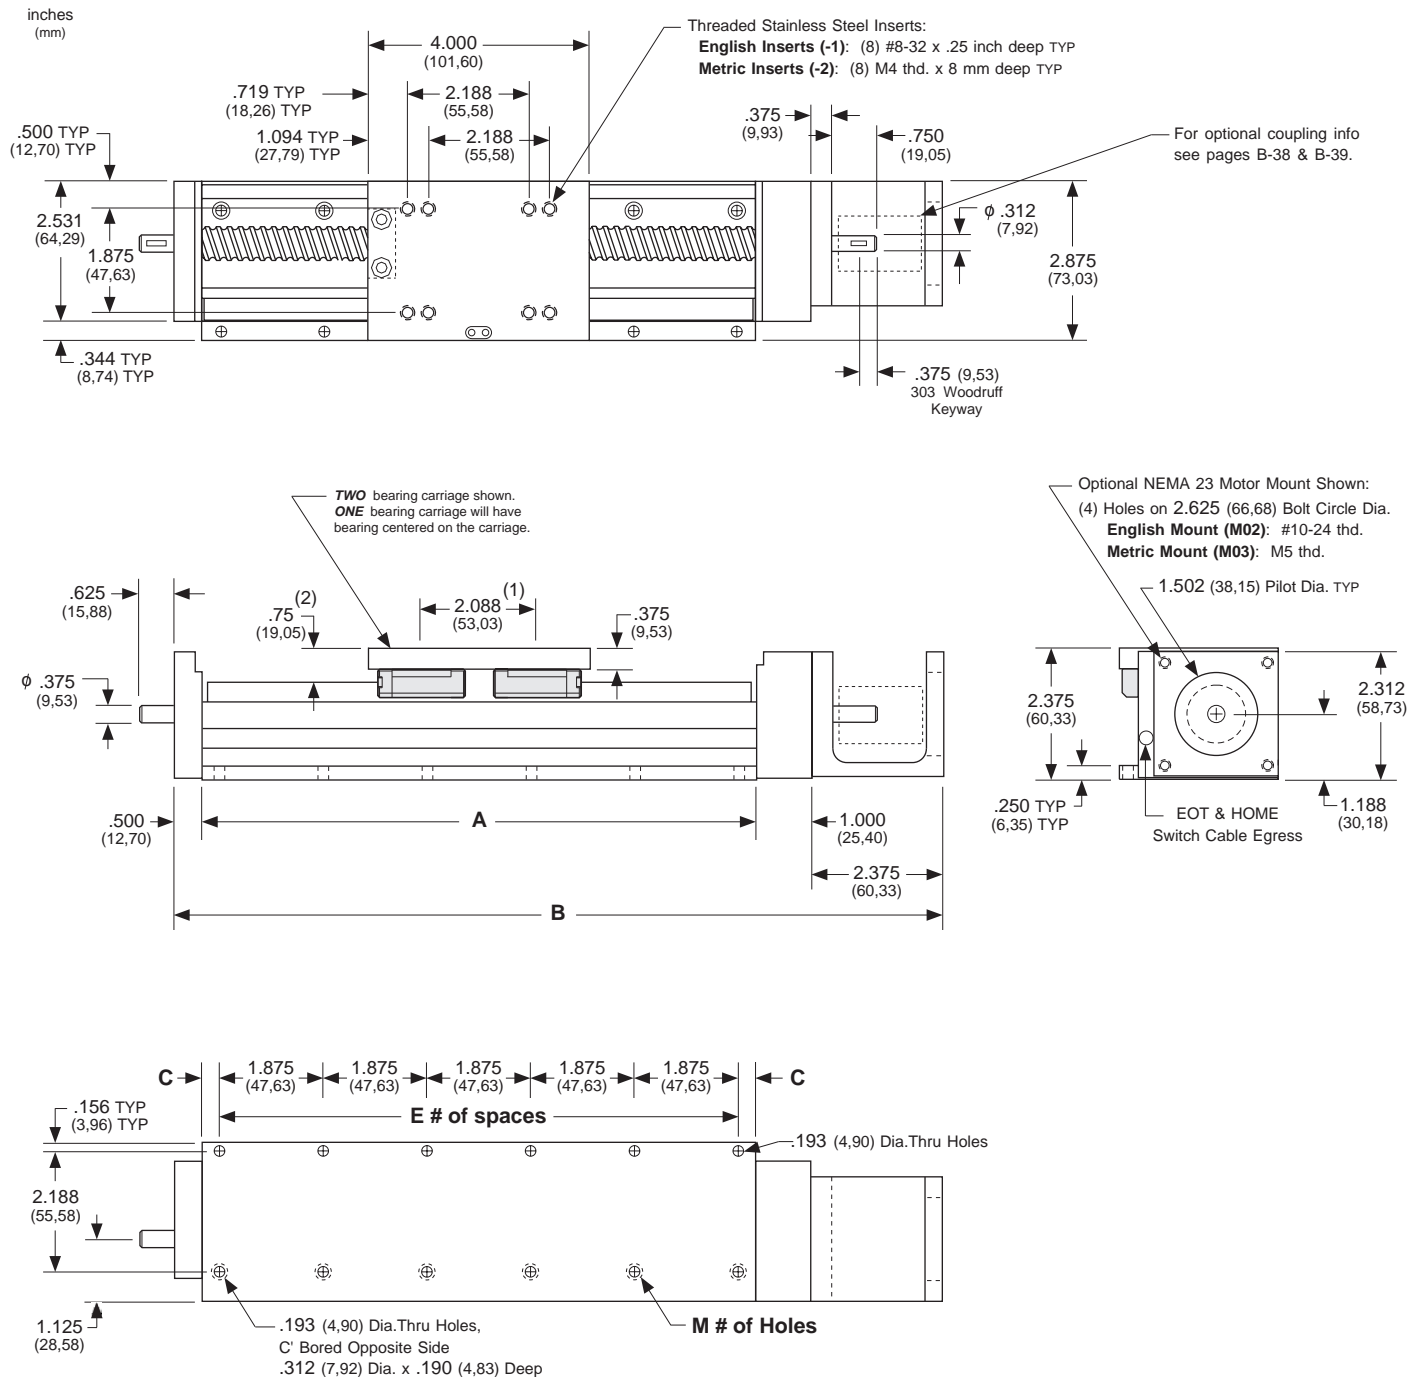 inches
(mm)
Threaded Stainless Steel Inserts:
English Inserts (-1): (8) #8-32 x .25 inch deep TYP
Metric Inserts (-2): (8) M4 thd. x 8 mm deep TYP
4.000
(101,60)
.719 TYP
(18,26) TYP
2.188
(55,58)
1.094 TYP
(27,79) TYP
2.188
(55,58)
.500 TYP
(12,70) TYP
.375
(9,93)
.750
(19,05)
For optional coupling info
see pages B-38 & B-39.
2.531
(64,29)
1.875
(47,63)
ϕ .312
(7,92)
2.875
(73,03)
.344 TYP
(8,74) TYP
.375 (9,53)
303 Woodruff
Keyway
TWO bearing carriage shown.
ONE bearing carriage will have
bearing centered on the carriage.
Optional NEMA 23 Motor Mount Shown:
(4) Holes on 2.625 (66,68) Bolt Circle Dia.
English Mount (M02): #10-24 thd.
Metric Mount (M03): M5 thd.
1.502 (38,15) Pilot Dia. TYP
.625
(15,88)
(2)
.75
(19,05)
(1)
2.088
(53,03)
.375
(9,53)
ϕ .375
(9,53)
2.375
(60,33)
2.312
(58,73)
.500
(12,70)
A
1.000
(25,40)
.250 TYP
(6,35) TYP
EOT & HOME
Switch Cable Egress
1.188
(30,18)
2.375
(60,33)
B
C
1.875
(47,63)
1.875
(47,63)
1.875
(47,63)
1.875
(47,63)
1.875
(47,63)
C
.156 TYP
(3,96) TYP
E # of spaces
.193 (4,90) Dia.Thru Holes
2.188
(55,58)
1.125
(28,58)
.193 (4,90) Dia.Thru Holes,
C' Bored Opposite Side
.312 (7,92) Dia. x .190 (4,83) Deep
M # of Holes